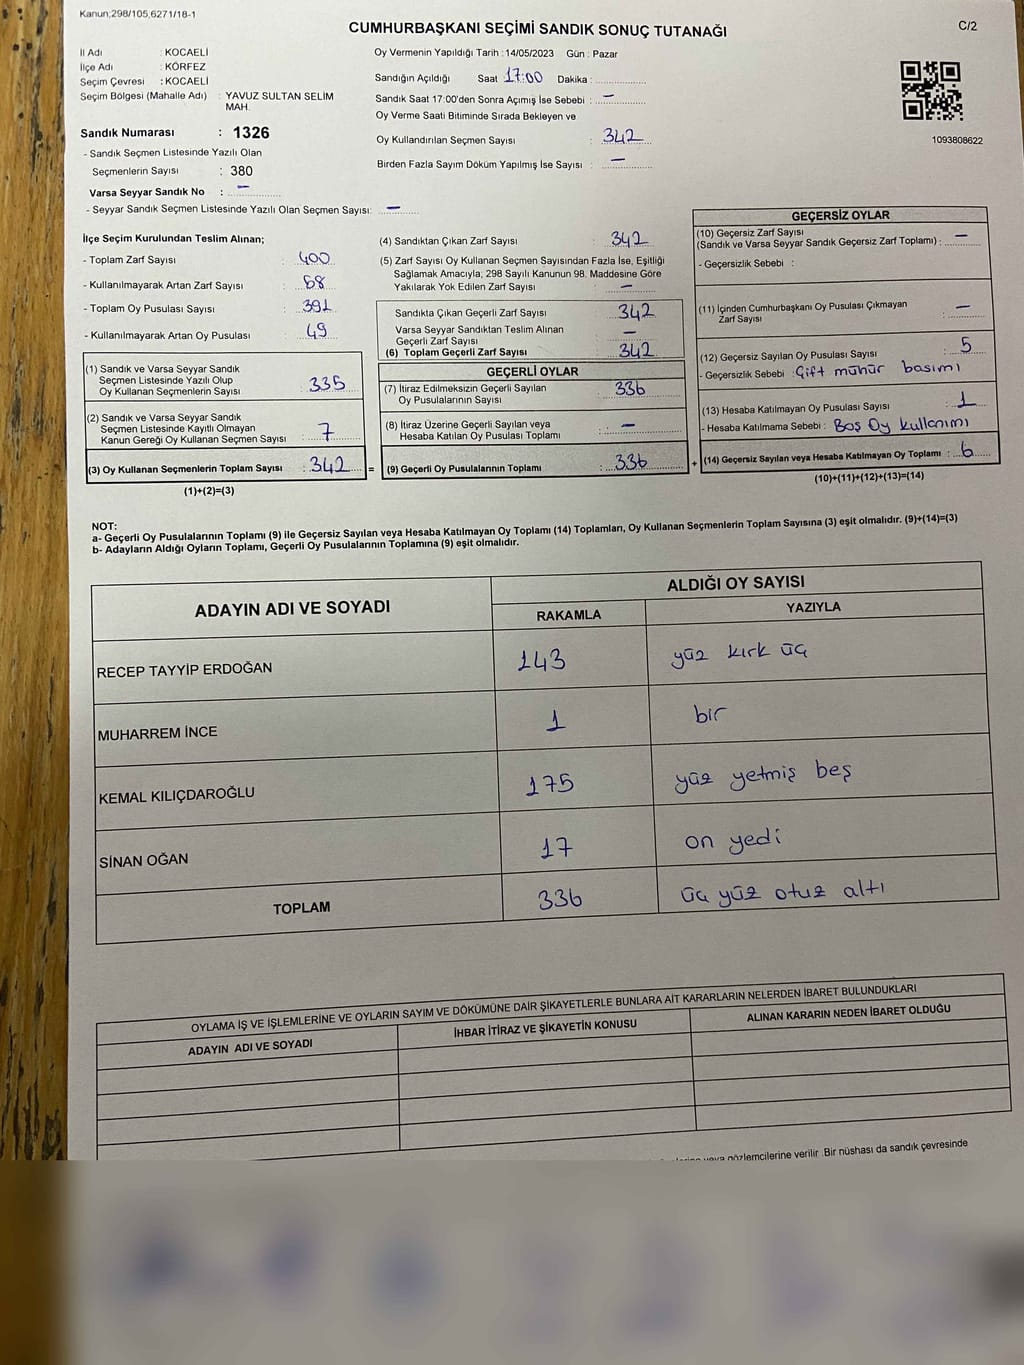 Kanun;298/105,6271/18-1
CUMHURBAŞKANI SEÇİMİ SANDIK SONUÇ TUTANAĞI
C/2
İl Adı : KOCAELİ
İlçe Adı : KÖRFEZ
Seçim Çevresi : KOCAELİ
Seçim Bölgesi (Mahalle Adı) : YAVUZ SULTAN SELİM
MAH.
Sandık Numarası : 1326
- Sandık Seçmen Listesinde Yazılı Olan
Seçmenlerin Sayısı : 380
Varsa Seyyar Sandık No : –
- Seyyar Sandık Seçmen Listesinde Yazılı Olan Seçmen Sayısı: –
Oy Vermenin Yapıldığı Tarih : 14/05/2023 Gün : Pazar
Sandığın Açıldığı Saat 17:00 Dakika :
Sandık Saat 17:00'den Sonra Açımış İse Sebebi : –
Oy Verme Saati Bitiminde Sırada Bekleyen ve
Oy Kullandırılan Seçmen Sayısı : 342
Birden Fazla Sayım Döküm Yapılmış İse Sayısı : –
1093808622
İlçe Seçim Kurulundan Teslim Alınan;
- Toplam Zarf Sayısı : 400
- Kullanılmayarak Artan Zarf Sayısı : 58
- Toplam Oy Pusulası Sayısı : 391
- Kullanılmayarak Artan Oy Pusulası : 49
(1) Sandık ve Varsa Seyyar Sandık
Seçmen Listesinde Yazılı Olup
Oy Kullanan Seçmenlerin Sayısı : 335
(2) Sandık ve Varsa Seyyar Sandık
Seçmen Listesinde Kayıtlı Olmayan
Kanun Gereği Oy Kullanan Seçmen Sayısı : 7
(3) Oy Kullanan Seçmenlerin Toplam Sayısı : 342 =
(1)+(2)=(3)
(4) Sandıktan Çıkan Zarf Sayısı : 342
(5) Zarf Sayısı Oy Kullanan Seçmen Sayısından Fazla İse, Eşitliği
Sağlamak Amacıyla; 298 Sayılı Kanunun 98. Maddesine Göre
Yakılarak Yok Edilen Zarf Sayısı : –
Sandıkta Çıkan Geçerli Zarf Sayısı : 342
Varsa Seyyar Sandıktan Teslim Alınan
Geçerli Zarf Sayısı : –
(6) Toplam Geçerli Zarf Sayısı : 342
GEÇERLİ OYLAR
(7) İtiraz Edilmeksizin Geçerli Sayılan
Oy Pusulalarının Sayısı : 336
(8) İtiraz Üzerine Geçerli Sayılan veya
Hesaba Katılan Oy Pusulası Toplamı : –
(9) Geçerli Oy Pusulalarının Toplamı : 336 +
GEÇERSİZ OYLAR
(10) Geçersiz Zarf Sayısı
(Sandık ve Varsa Seyyar Sandık Geçersiz Zarf Toplamı) : –
- Geçersizlik Sebebi :
(11) İçinden Cumhurbaşkanı Oy Pusulası Çıkmayan
Zarf Sayısı : –
(12) Geçersiz Sayılan Oy Pusulası Sayısı : 5
- Geçersizlik Sebebi : Çift mühür basımı
(13) Hesaba Katılmayan Oy Pusulası Sayısı : 1
- Hesaba Katılmama Sebebi : Boş Oy kullanımı
(14) Geçersiz Sayılan veya Hesaba Katılmayan Oy Toplamı : 6
(10)+(11)+(12)+(13)=(14)
NOT:
a- Geçerli Oy Pusulalarının Toplamı (9) ile Geçersiz Sayılan veya Hesaba Katılmayan Oy Toplamı (14) Toplamları, Oy Kullanan Seçmenlerin Toplam Sayısına (3) eşit olmalıdır. (9)+(14)=(3)
b- Adayların Aldığı Oyların Toplamı, Geçerli Oy Pusulalarının Toplamına (9) eşit olmalıdır.
ADAYIN ADI VE SOYADI
ALDIĞI OY SAYISI
RAKAMLA YAZIYLA
RECEP TAYYİP ERDOĞAN 143 yüz kırk üç
MUHARREM İNCE 1 bir
KEMAL KILIÇDAROĞLU 175 yüz yetmiş beş
SİNAN OĞAN 17 on yedi
TOPLAM 336 üç yüz otuz altı
OYLAMA İŞ VE İŞLEMLERİNE VE OYLARIN SAYIM VE DÖKÜMÜNE DAİR ŞİKAYETLERLE BUNLARA AİT KARARLARIN NELERDEN İBARET BULUNDUKLARI
ADAYIN ADI VE SOYADI İHBAR İTİRAZ VE ŞİKAYETİN KONUSU ALINAN KARARIN NEDEN İBARET OLDUĞU
gözlemcilerine verilir .Bir nüshası da sandık çevresinde